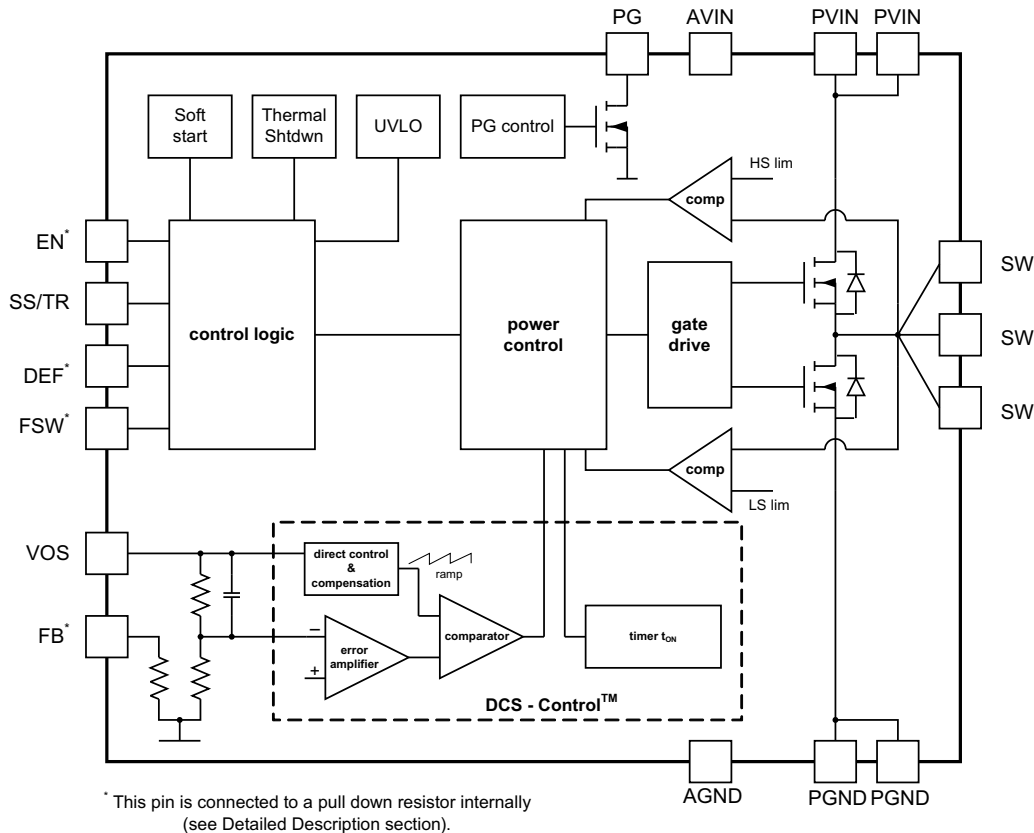 PG
AVIN
PVIN
PVIN
Soft
start
Thermal
Shtdwn
UVLO
PG control
HS lim
comp
EN*
SS/TR
DEF*
FSW*
control logic
power
control
gate
drive
SW
SW
SW
comp
LS lim
VOS
FB*
direct control
&
compensation
ramp
comparator
–
error
amplifier
+
timer tON
DCS - Control™
AGND
PGND
PGND
* This pin is connected to a pull down resistor internally
(see Detailed Description section).